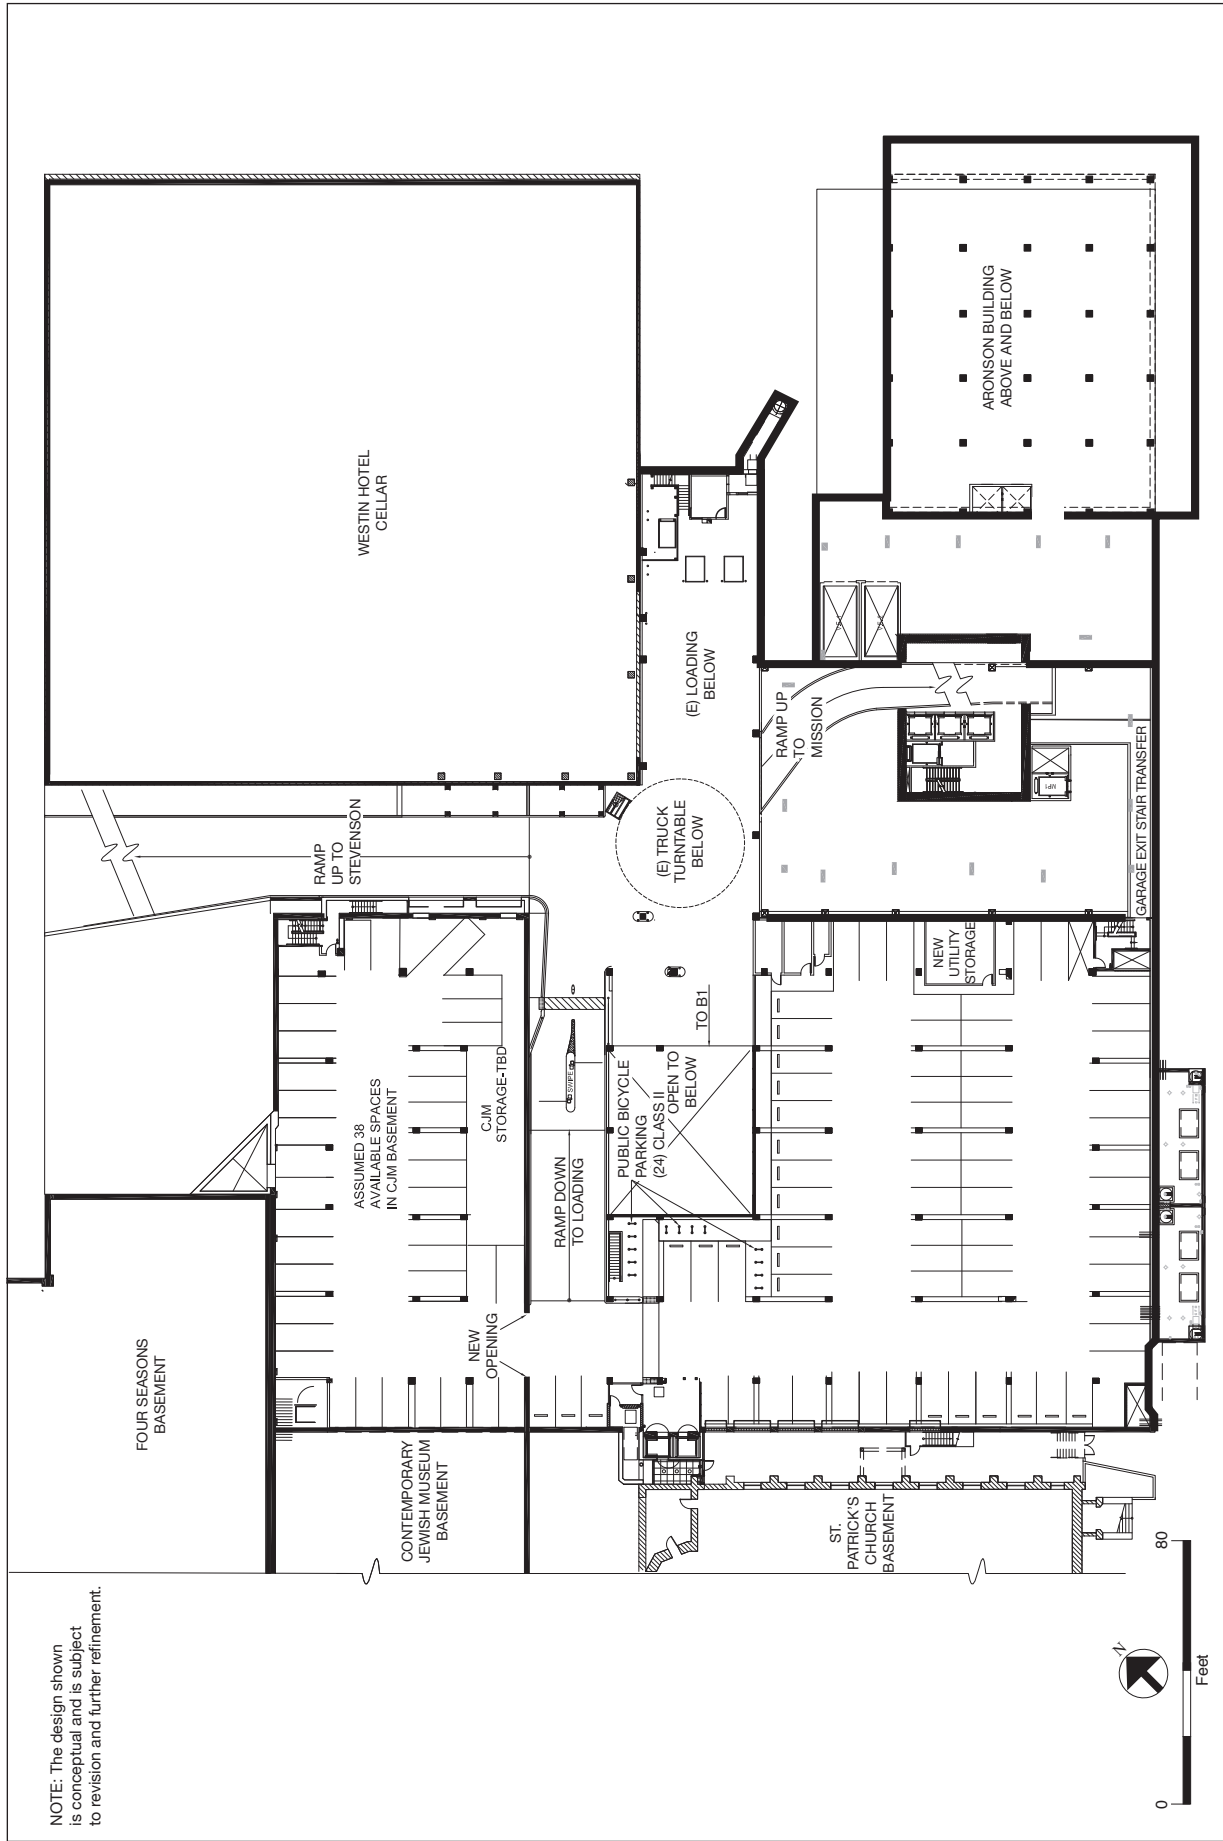 NOTE: The design shown
is conceptual and is subject
to revision and further refinement.
FOUR SEASONS
BASEMENT
CONTEMPORARY
JEWISH MUSEUM
BASEMENT
ST.
PATRICK'S
CHURCH
BASEMENT
NEW
OPENING
ASSUMED 38
AVAILABLE SPACES
IN CJM BASEMENT
CJM
STORAGE-TBD
RAMP DOWN
TO LOADING
SWIPE
PUBLIC BICYCLE
PARKING
(24) CLASS II
OPEN TO
BELOW
TO B1
NEW
UTILITY
STORAGE
RAMP
UP TO
STEVENSON
(E) TRUCK
TURNTABLE
BELOW
(E) LOADING
BELOW
RAMP UP
TO
MISSION
MP1
GARAGE EXIT STAIR TRANSFER
WESTIN HOTEL
CELLAR
ARONSON BUILDING
ABOVE AND BELOW
N
0
80
Feet